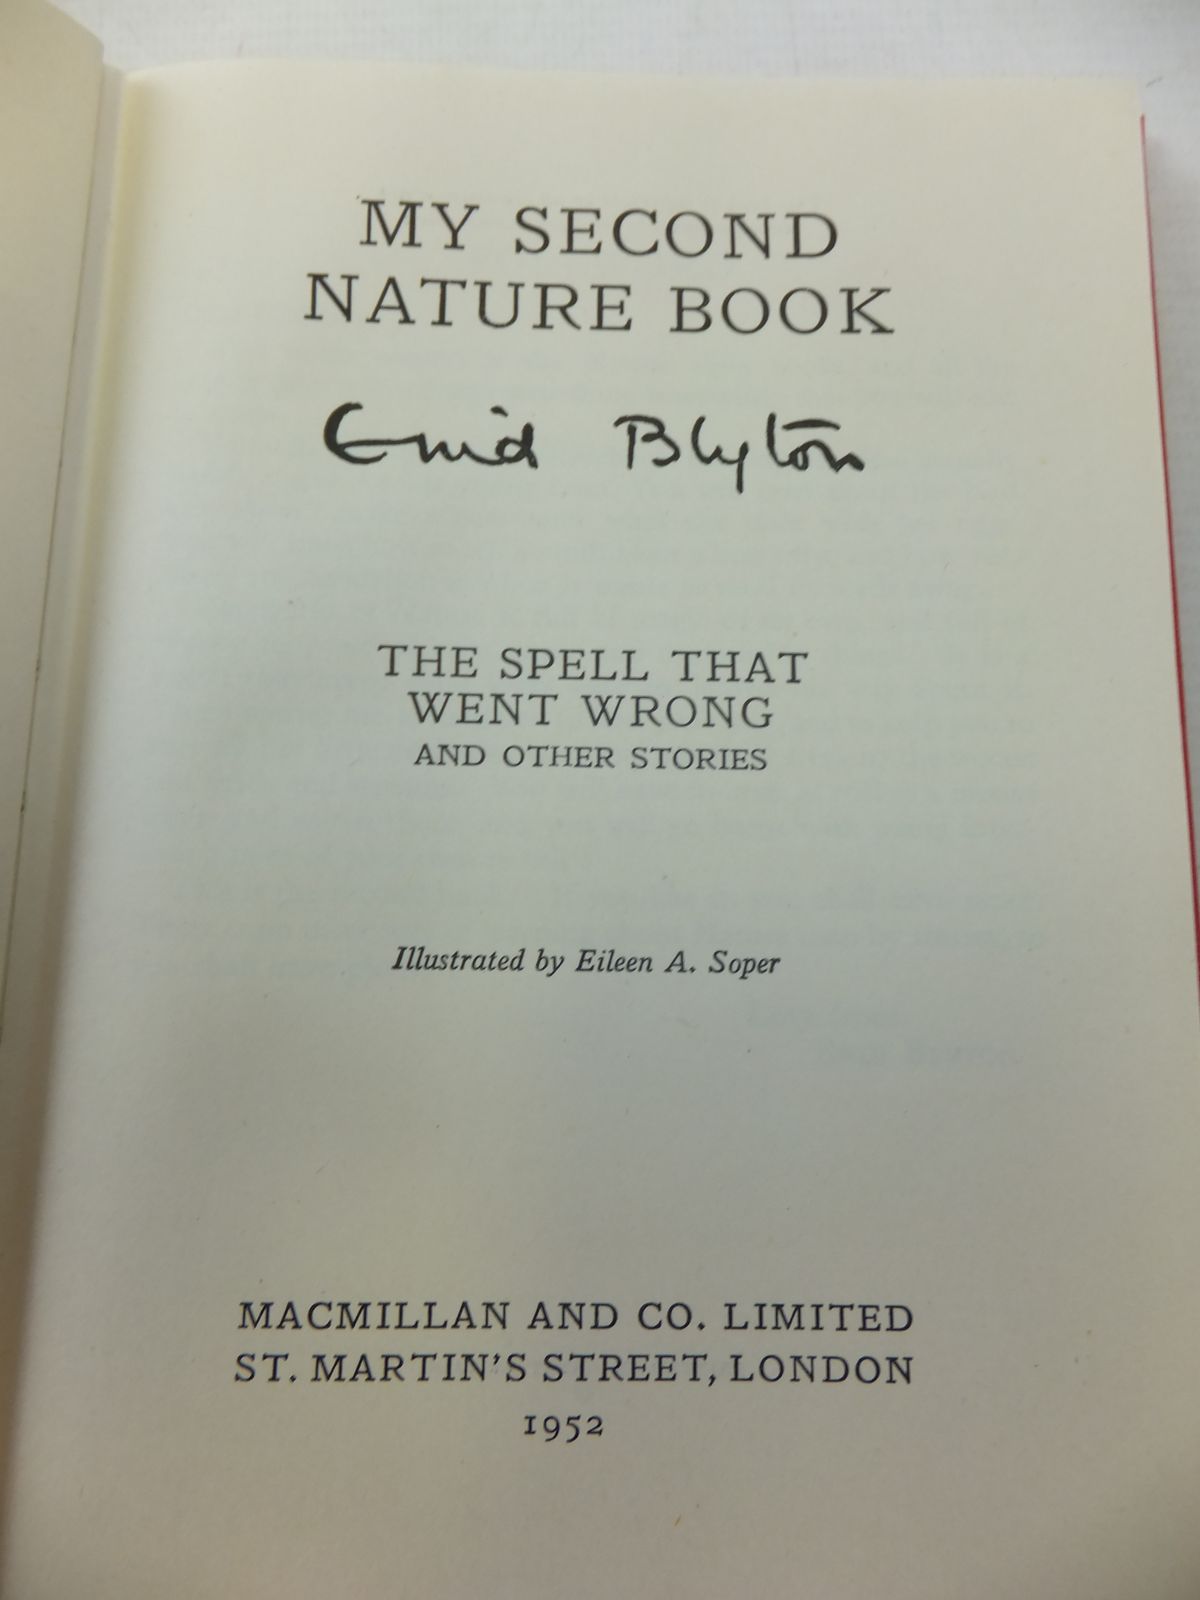 MY SECOND
NATURE BOOK
Enid Blyton
THE SPELL THAT
WENT WRONG
AND OTHER STORIES
Illustrated by Eileen A. Soper
MACMILLAN AND CO. LIMITED
ST. MARTIN'S STREET, LONDON
1952